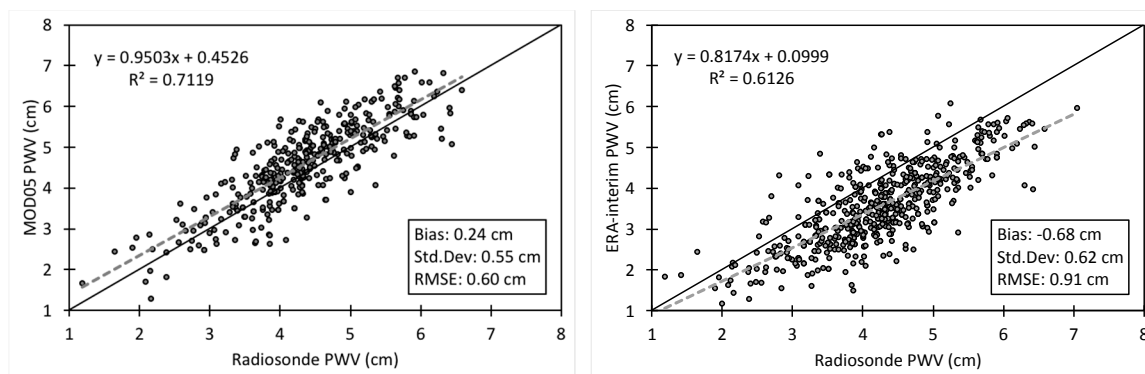 y = 0.9503x + 0.4526
R² = 0.7119
8
7
6
5
4
3
2
1
MOD05 PWV (cm)
Bias: 0.24 cm
Std.Dev: 0.55 cm
RMSE: 0.60 cm
1 2 3 4 5 6 7 8
Radiosonde PWV (cm)
y = 0.8174x + 0.0999
R² = 0.6126
8
7
6
5
4
3
2
1
ERA-interim PWV (cm)
Bias: -0.68 cm
Std.Dev: 0.62 cm
RMSE: 0.91 cm
1 2 3 4 5 6 7 8
Radiosonde PWV (cm)